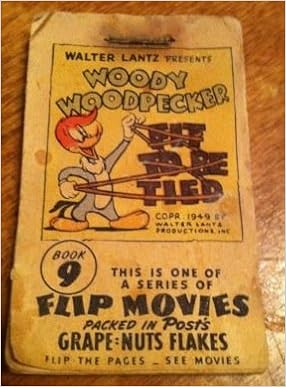 WALTER LANTZ PRESENTS
WOODY
WOODPECKER
FIT
TO BE
TIED
COPR. 1949 BY
WALTER LANTZ
PRODUCTIONS, INC
BOOK
9
THIS IS ONE OF
A SERIES OF
FLIP MOVIES
PACKED IN Post's
GRAPE=NUTS FLAKES
FLIP THE PAGES _ SEE MOVIES